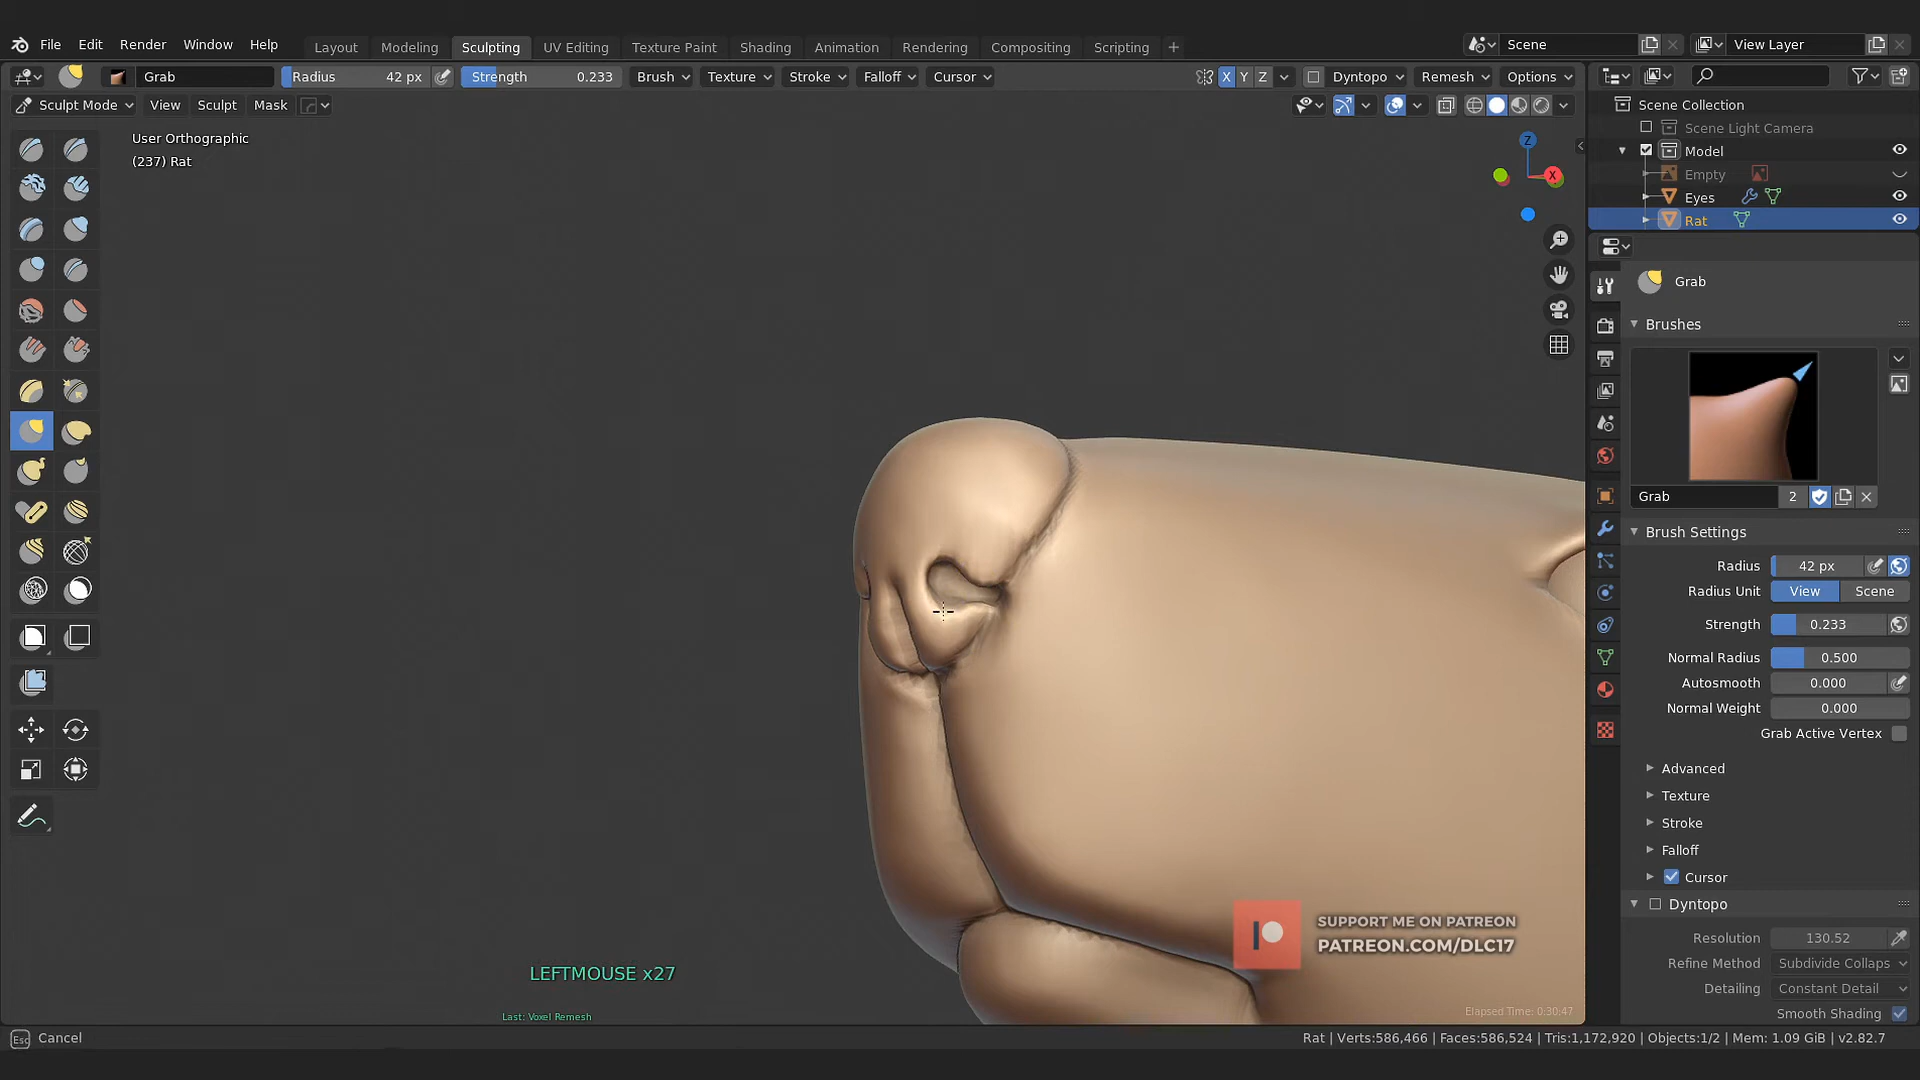 File Edit Render Window Help
Layout Modeling Sculpting UV Editing Texture Paint Shading Animation Rendering Compositing Scripting +
Scene
View Layer
Grab
Radius 42 px
Strength 0.233
Brush Texture Stroke Falloff Cursor
X Y Z
Dyntopo Remesh Options
Sculpt Mode View Sculpt Mask
User Orthographic
(237) Rat
Z
X
Scene Collection
Scene Light Camera
Model
Empty
Eyes
Rat
Grab
Brushes
Grab 2
Brush Settings
Radius 42 px
Radius Unit View Scene
Strength 0.233
Normal Radius 0.500
Autosmooth 0.000
Normal Weight 0.000
Grab Active Vertex
Advanced
Texture
Stroke
Falloff
Cursor
Dyntopo
Resolution 130.52
Refine Method Subdivide Collaps
Detailing Constant Detail
Smooth Shading
SUPPORT ME ON PATREON
PATREON.COM/DLC17
LEFTMOUSE x27
Last: Voxel Remesh
Elapsed Time: 0:30:47
Esc Cancel
Rat | Verts:586,466 | Faces:586,524 | Tris:1,172,920 | Objects:1/2 | Mem: 1.09 GiB | v2.82.7